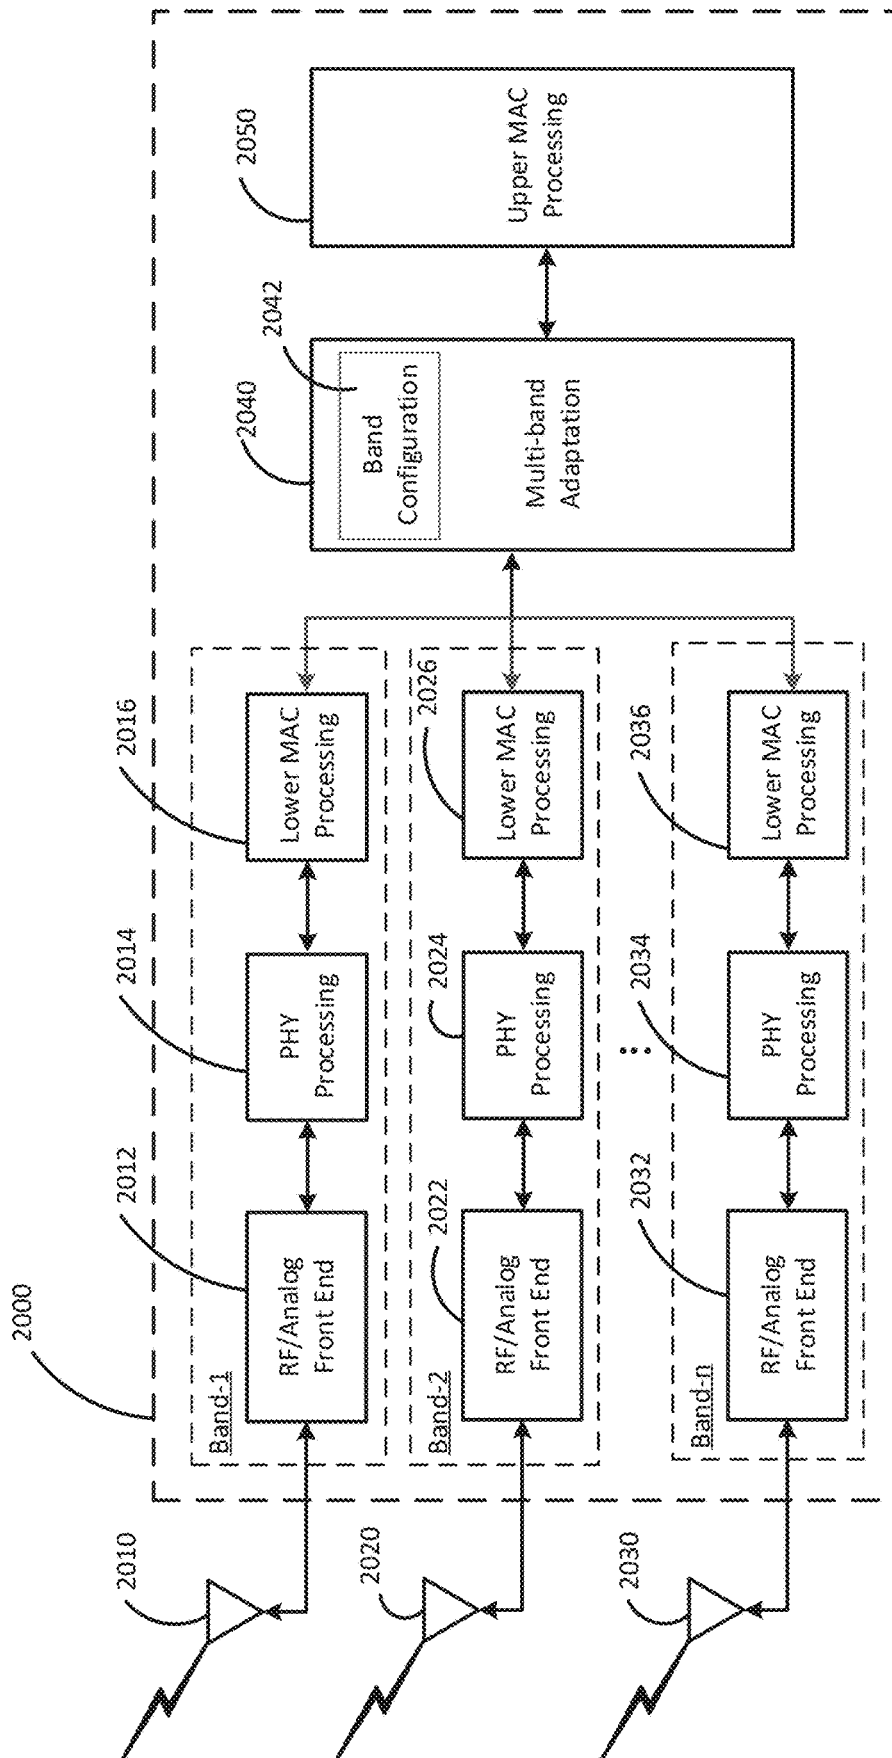 2000
2010
Band-1
2012
RF/Analog
Front End
2014
PHY
Processing
2016
Lower MAC
Processing
2020
Band-2
2022
RF/Analog
Front End
2024
PHY
Processing
2026
Lower MAC
Processing
2030
Band-n
2032
RF/Analog
Front End
2034
PHY
Processing
2036
Lower MAC
Processing
2040
2042
Band
Configuration
Multi-band
Adaptation
2050
Upper MAC
Processing